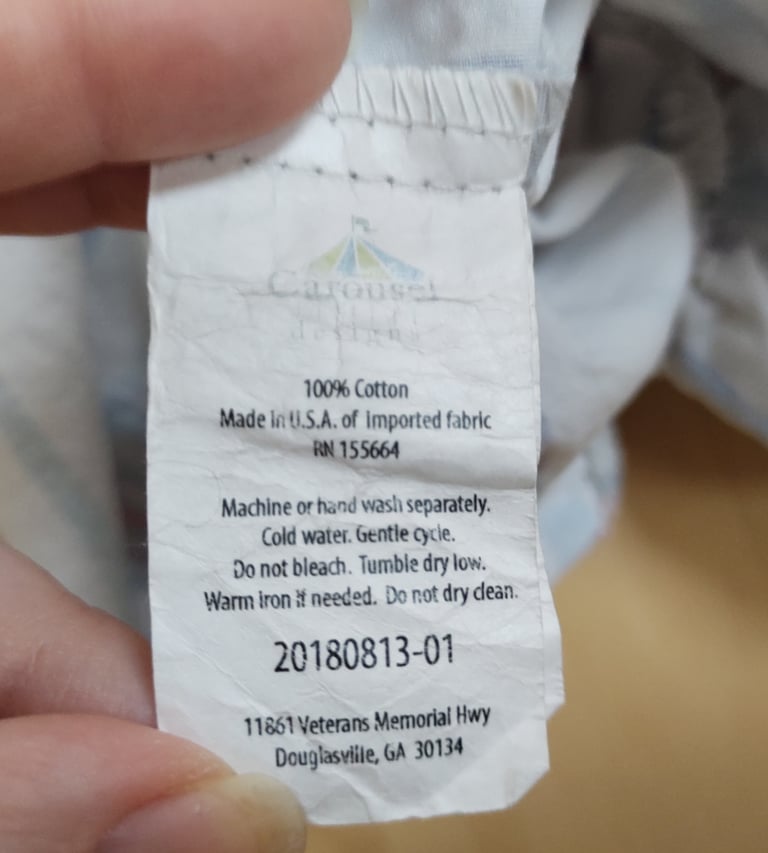 Carousel
designs
100% Cotton
Made in U.S.A. of imported fabric
RN 155664
Machine or hand wash separately.
Cold water. Gentle cycle.
Do not bleach. Tumble dry low.
Warm iron if needed. Do not dry clean.
20180813-01
11861 Veterans Memorial Hwy
Douglasville, GA 30134